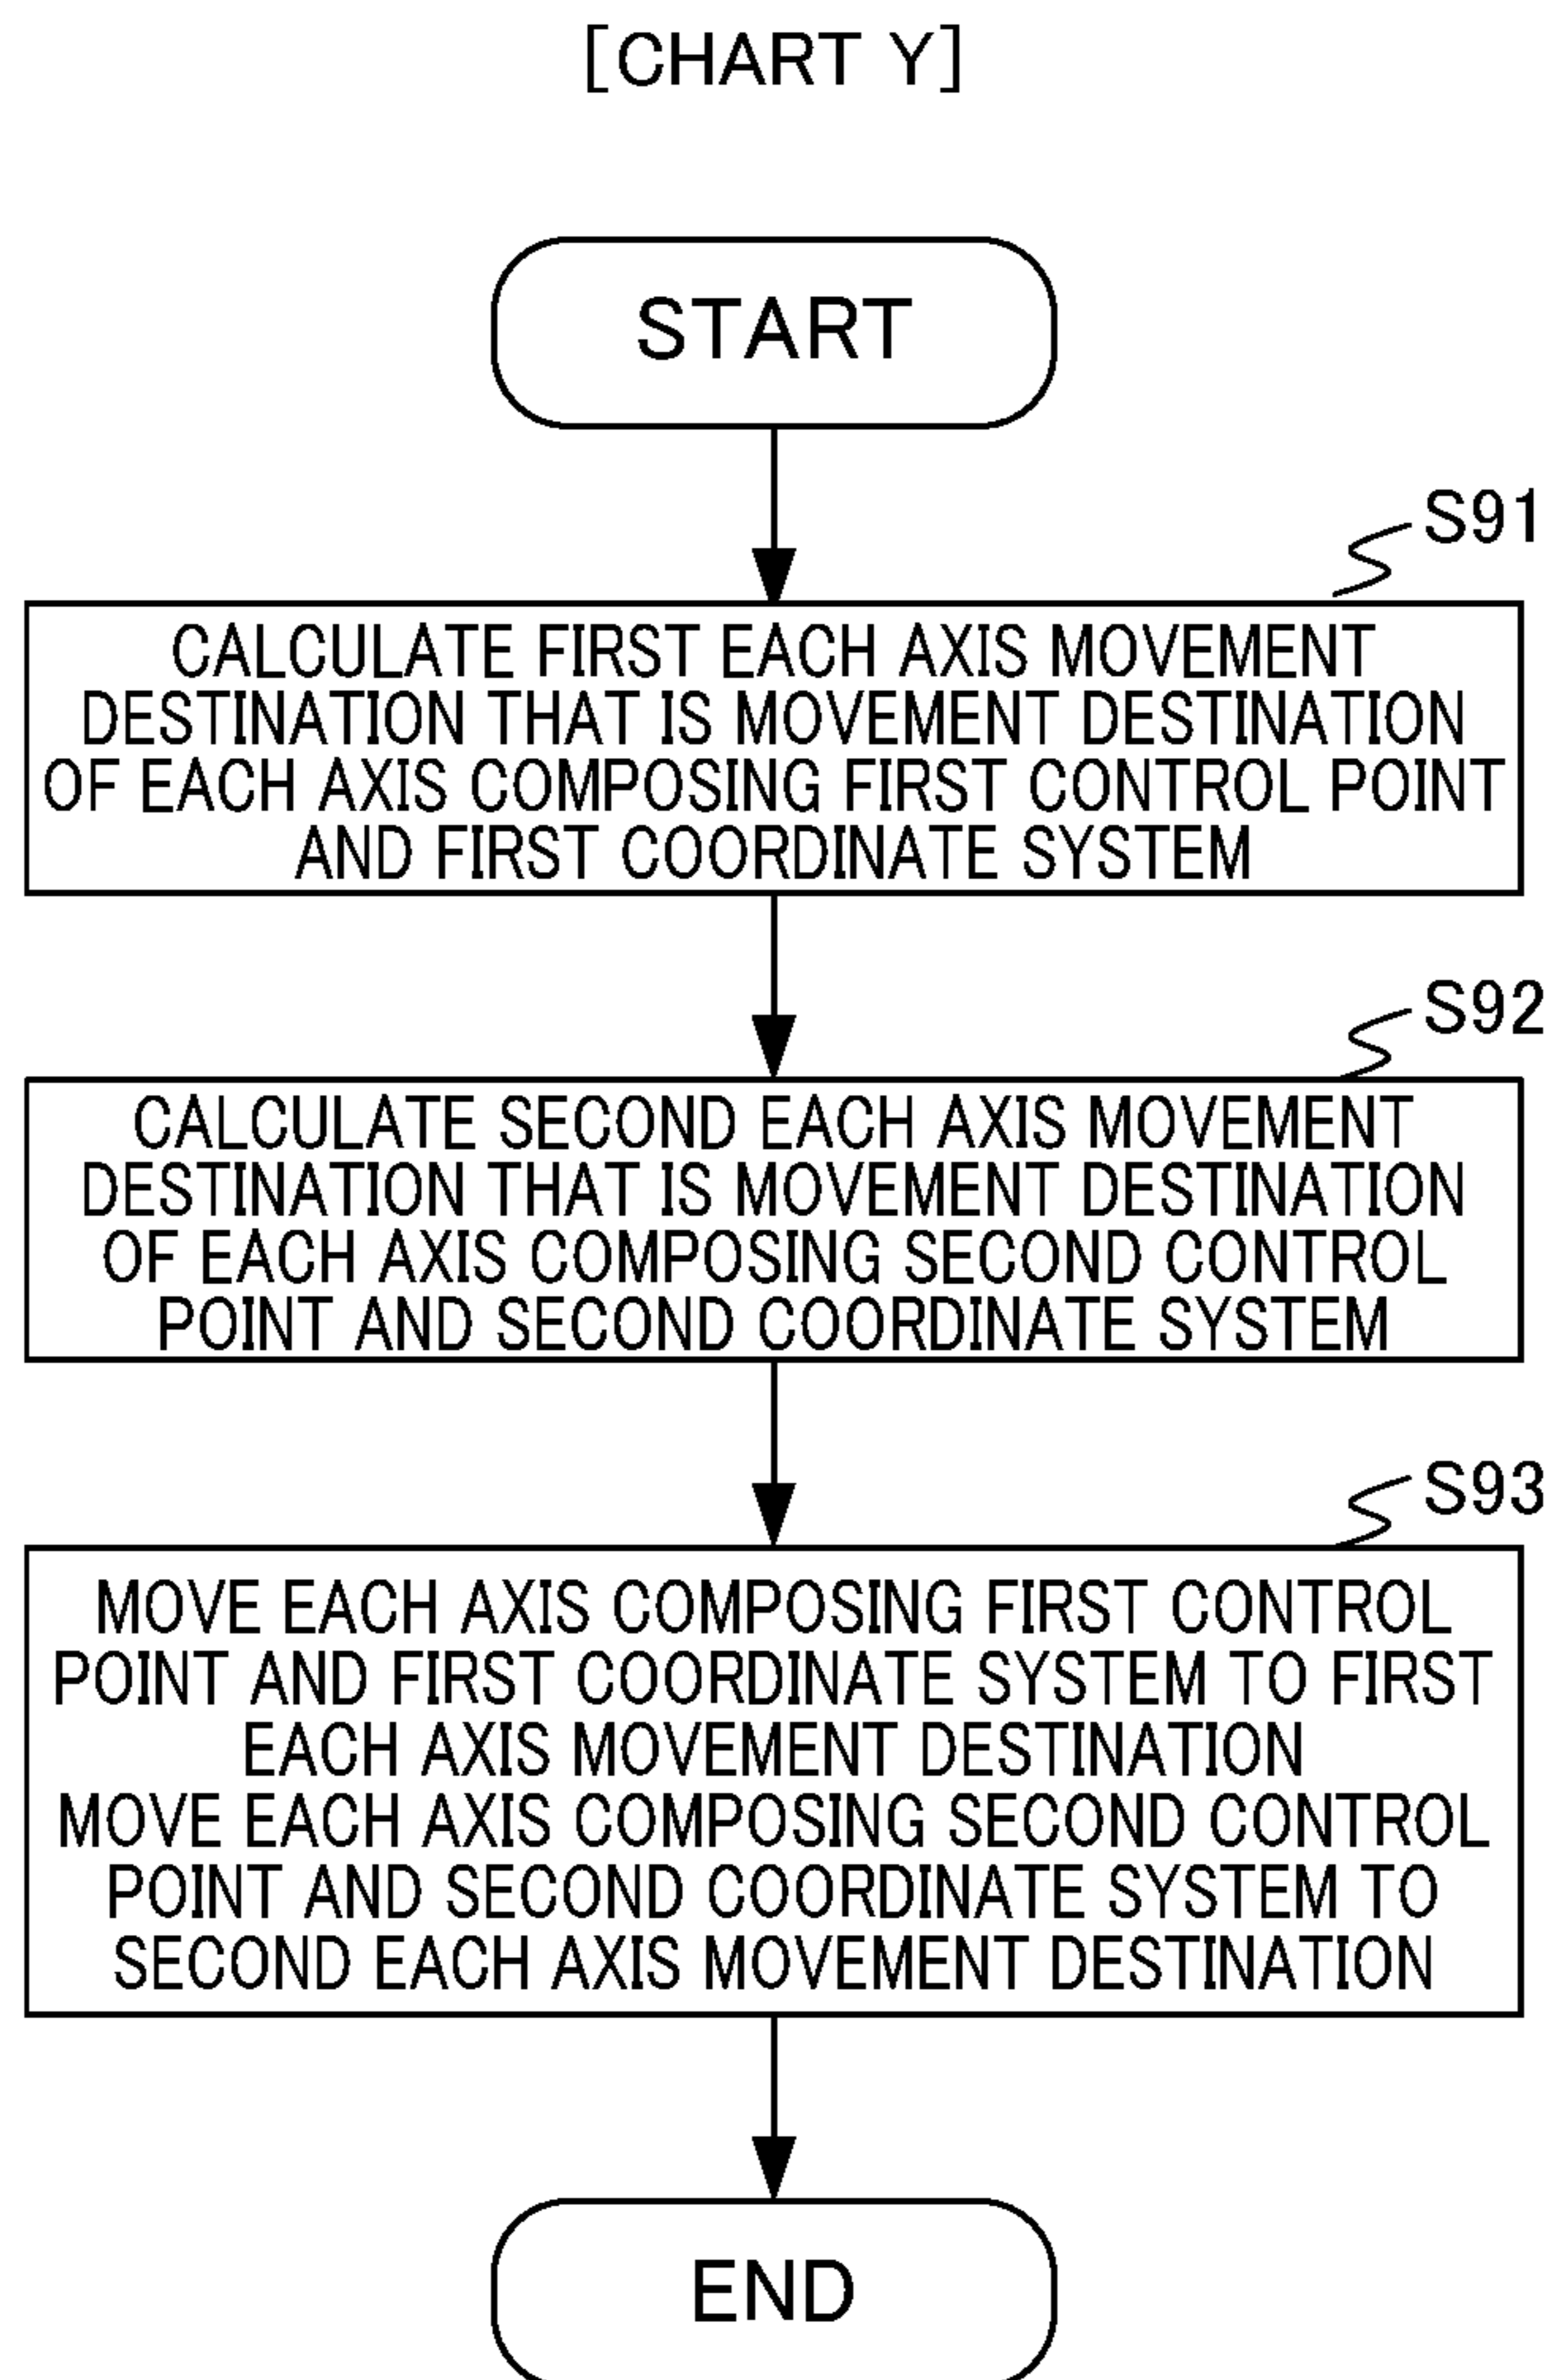 [CHART Y]
START
S91
CALCULATE FIRST EACH AXIS MOVEMENT
DESTINATION THAT IS MOVEMENT DESTINATION
OF EACH AXIS COMPOSING FIRST CONTROL POINT
AND FIRST COORDINATE SYSTEM
S92
CALCULATE SECOND EACH AXIS MOVEMENT
DESTINATION THAT IS MOVEMENT DESTINATION
OF EACH AXIS COMPOSING SECOND CONTROL
POINT AND SECOND COORDINATE SYSTEM
S93
MOVE EACH AXIS COMPOSING FIRST CONTROL
POINT AND FIRST COORDINATE SYSTEM TO FIRST
EACH AXIS MOVEMENT DESTINATION
MOVE EACH AXIS COMPOSING SECOND CONTROL
POINT AND SECOND COORDINATE SYSTEM TO
SECOND EACH AXIS MOVEMENT DESTINATION
END